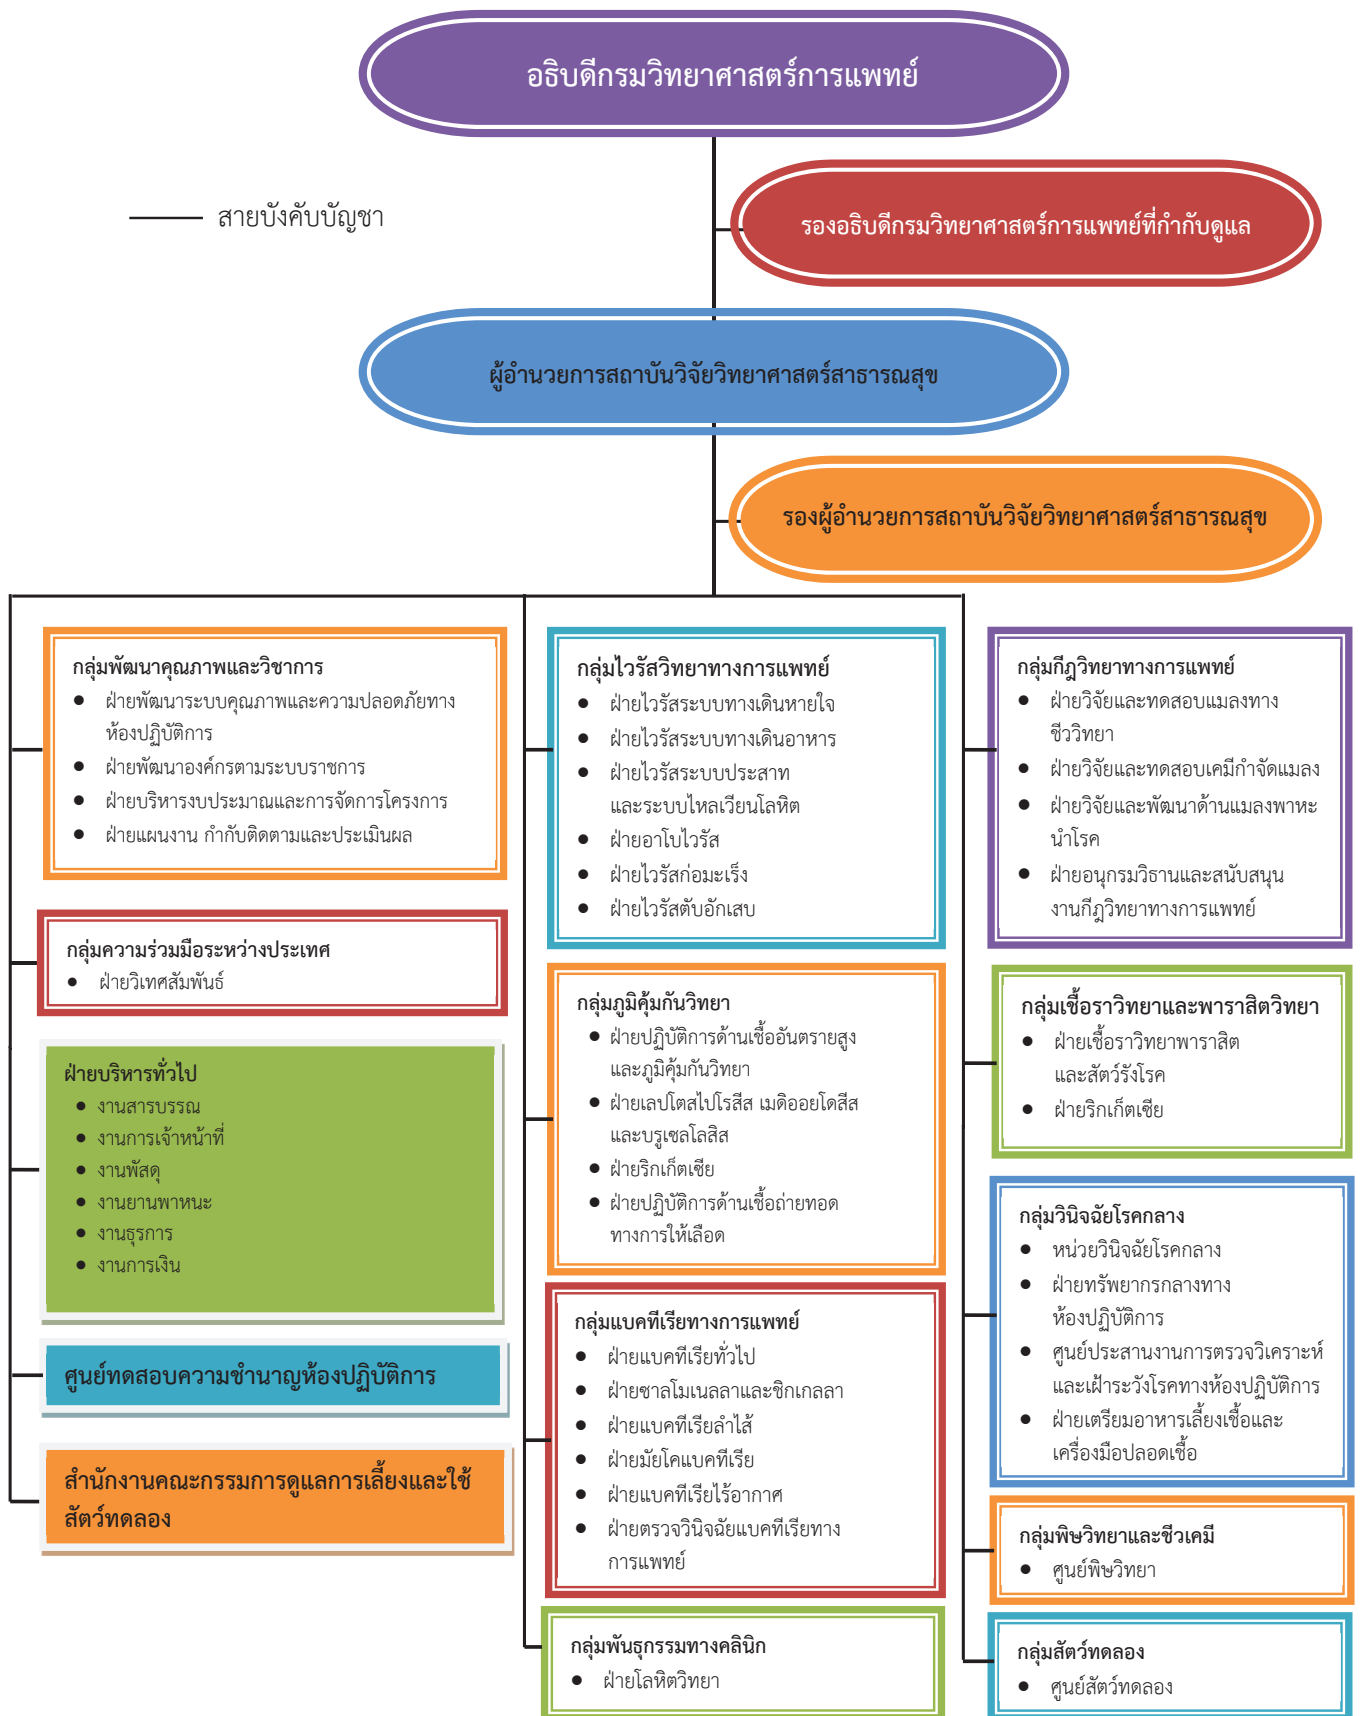 อธิบดีกรมวิทยาศาสตร์การแพทย์
สายบังคับบัญชา
รองอธิบดีกรมวิทยาศาสตร์การแพทย์ที่กำกับดูแล
ผู้อำนวยการสถาบันวิจัยวิทยาศาสตร์สาธารณสุข
รองผู้อำนวยการสถาบันวิจัยวิทยาศาสตร์สาธารณสุข
กลุ่มพัฒนาคุณภาพและวิชาการ
● ฝ่ายพัฒนาระบบคุณภาพและความปลอดภัยทาง
ห้องปฏิบัติการ
● ฝ่ายพัฒนาองค์กรตามระบบราชการ
● ฝ่ายบริหารงบประมาณและการจัดการโครงการ
● ฝ่ายแผนงาน กำกับติดตามและประเมินผล
กลุ่มความร่วมมือระหว่างประเทศ
● ฝ่ายวิเทศสัมพันธ์
ฝ่ายบริหารทั่วไป
● งานสารบรรณ
● งานการเจ้าหน้าที่
● งานพัสดุ
● งานยานพาหนะ
● งานธุรการ
● งานการเงิน
ศูนย์ทดสอบความชำนาญห้องปฏิบัติการ
สำนักงานคณะกรรมการดูแลการเลี้ยงและใช้
สัตว์ทดลอง
กลุ่มไวรัสวิทยาทางการแพทย์
● ฝ่ายไวรัสระบบทางเดินหายใจ
● ฝ่ายไวรัสระบบทางเดินอาหาร
● ฝ่ายไวรัสระบบประสาท
และระบบไหลเวียนโลหิต
● ฝ่ายอาโบไวรัส
● ฝ่ายไวรัสก่อมะเร็ง
● ฝ่ายไวรัสตับอักเสบ
กลุ่มภูมิคุ้มกันวิทยา
● ฝ่ายปฏิบัติการด้านเชื้ออันตรายสูง
และภูมิคุ้มกันวิทยา
● ฝ่ายเลปโตสไปโรสีส เมดิออยโดสีส
และบรูเซลโลสิส
● ฝ่ายริกเก็ตเซีย
● ฝ่ายปฏิบัติการด้านเชื้อถ่ายทอด
ทางการให้เลือด
กลุ่มแบคทีเรียทางการแพทย์
● ฝ่ายแบคทีเรียทั่วไป
● ฝ่ายซาลโมเนลลาและชิกเกลลา
● ฝ่ายแบคทีเรียลำไส้
● ฝ่ายมัยโคแบคทีเรีย
● ฝ่ายแบคทีเรียไร้อากาศ
● ฝ่ายตรวจวินิจฉัยแบคทีเรียทาง
การแพทย์
กลุ่มพันธุกรรมทางคลินิก
● ฝ่ายโลหิตวิทยา
กลุ่มกีฏวิทยาทางการแพทย์
● ฝ่ายวิจัยและทดสอบแมลงทาง
ชีววิทยา
● ฝ่ายวิจัยและทดสอบเคมีกำจัดแมลง
● ฝ่ายวิจัยและพัฒนาด้านแมลงพาหะ
นำโรค
● ฝ่ายอนุกรมวิธานและสนับสนุน
งานกีฏวิทยาทางการแพทย์
กลุ่มเชื้อราวิทยาและพาราสิตวิทยา
● ฝ่ายเชื้อราวิทยาพาราสิต
และสัตว์รังโรค
● ฝ่ายริกเก็ตเซีย
กลุ่มวินิจฉัยโรคกลาง
● หน่วยวินิจฉัยโรคกลาง
● ฝ่ายทรัพยากรกลางทาง
ห้องปฏิบัติการ
● ศูนย์ประสานงานการตรวจวิเคราะห์
และเฝ้าระวังโรคทางห้องปฏิบัติการ
● ฝ่ายเตรียมอาหารเลี้ยงเชื้อและ
เครื่องมือปลอดเชื้อ
กลุ่มพิษวิทยาและชีวเคมี
● ศูนย์พิษวิทยา
กลุ่มสัตว์ทดลอง
● ศูนย์สัตว์ทดลอง